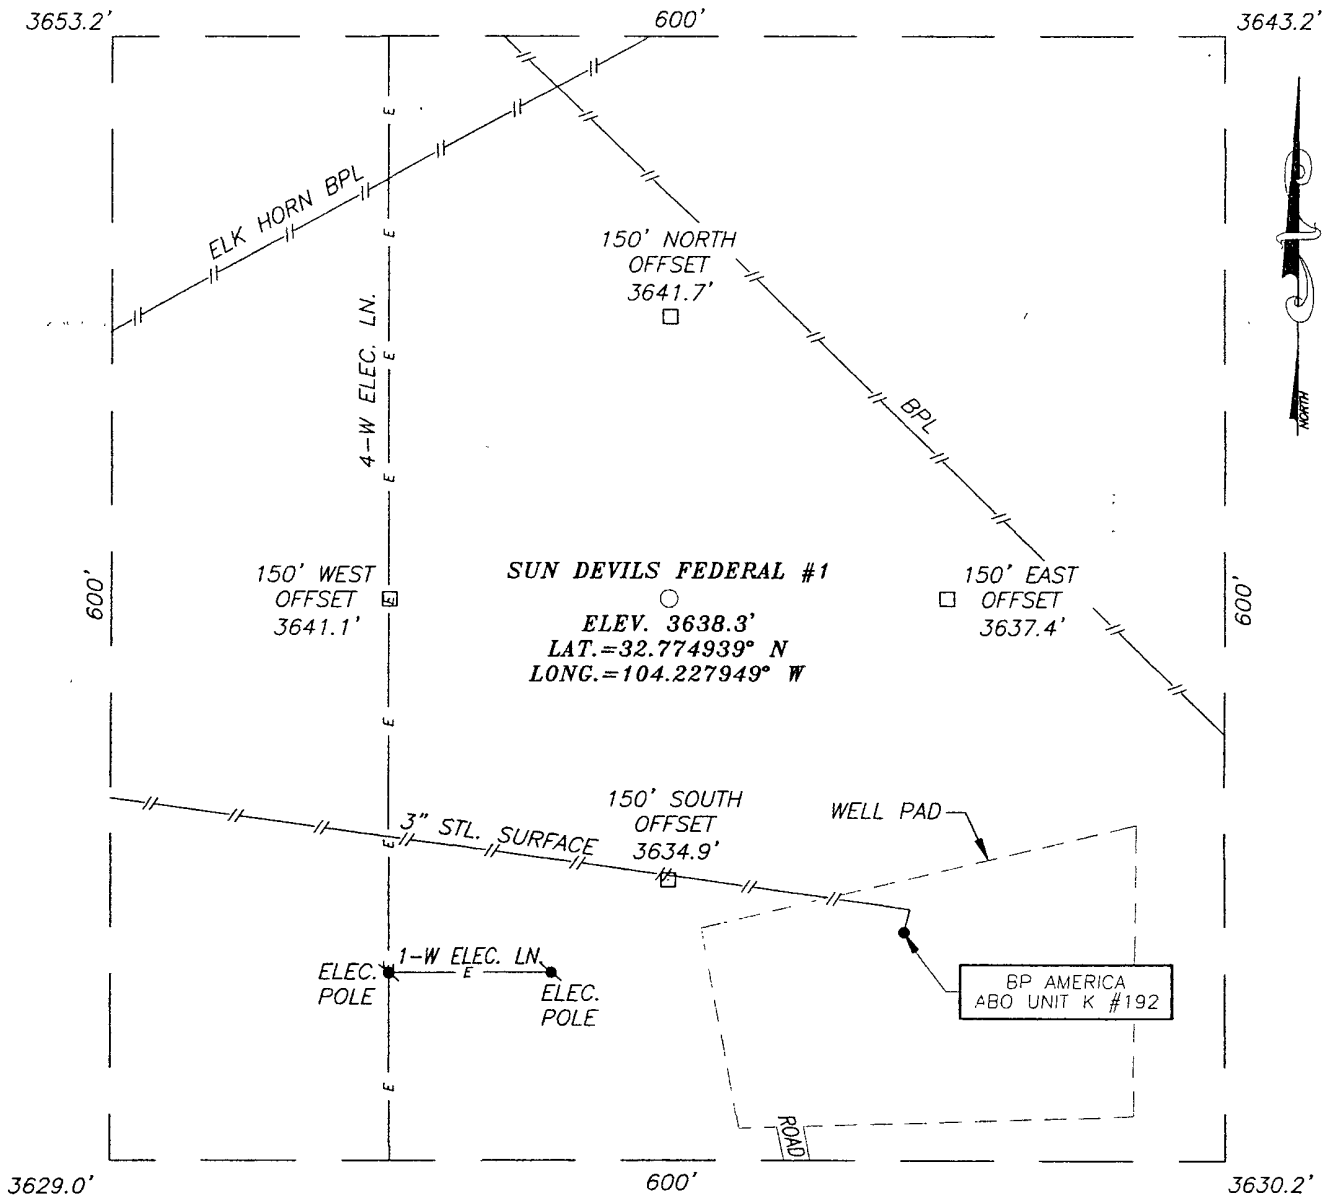 3653.2'
600'
3643.2'
ELK HORN BPL
150' NORTH
OFFSET
3641.7'
NORTH
4-W ELEC. LN.
BPL
600'
150' WEST
OFFSET
3641.1'
SUN DEVILS FEDERAL #1
ELEV. 3638.3'
LAT.=32.774939° N
LONG.=104.227949° W
150' EAST
OFFSET
3637.4'
600'
3" STL. SURFACE
150' SOUTH
OFFSET
3634.9'
WELL PAD
1-W ELEC. LN.
E
ELEC.
POLE
ELEC.
POLE
BP AMERICA
ABO UNIT K #192
ROAD
3629.0'
600'
3630.2'